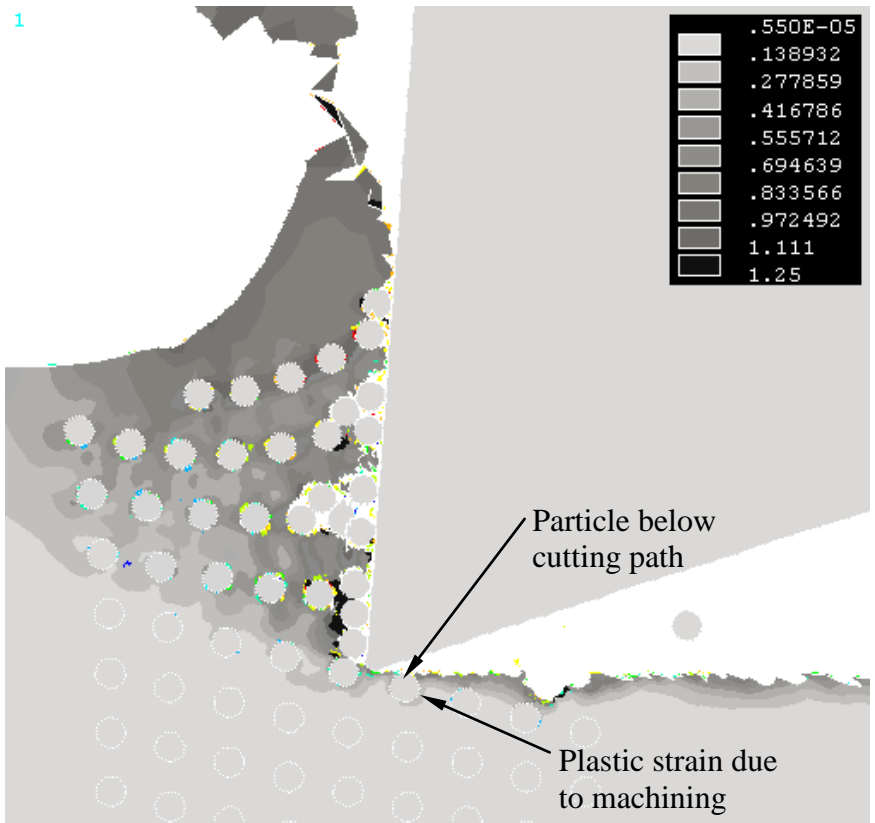 1
.550E-05
.138932
.277859
.416786
.555712
.694639
.833566
.972492
1.111
1.25
Particle below
cutting path
Plastic strain due
to machining